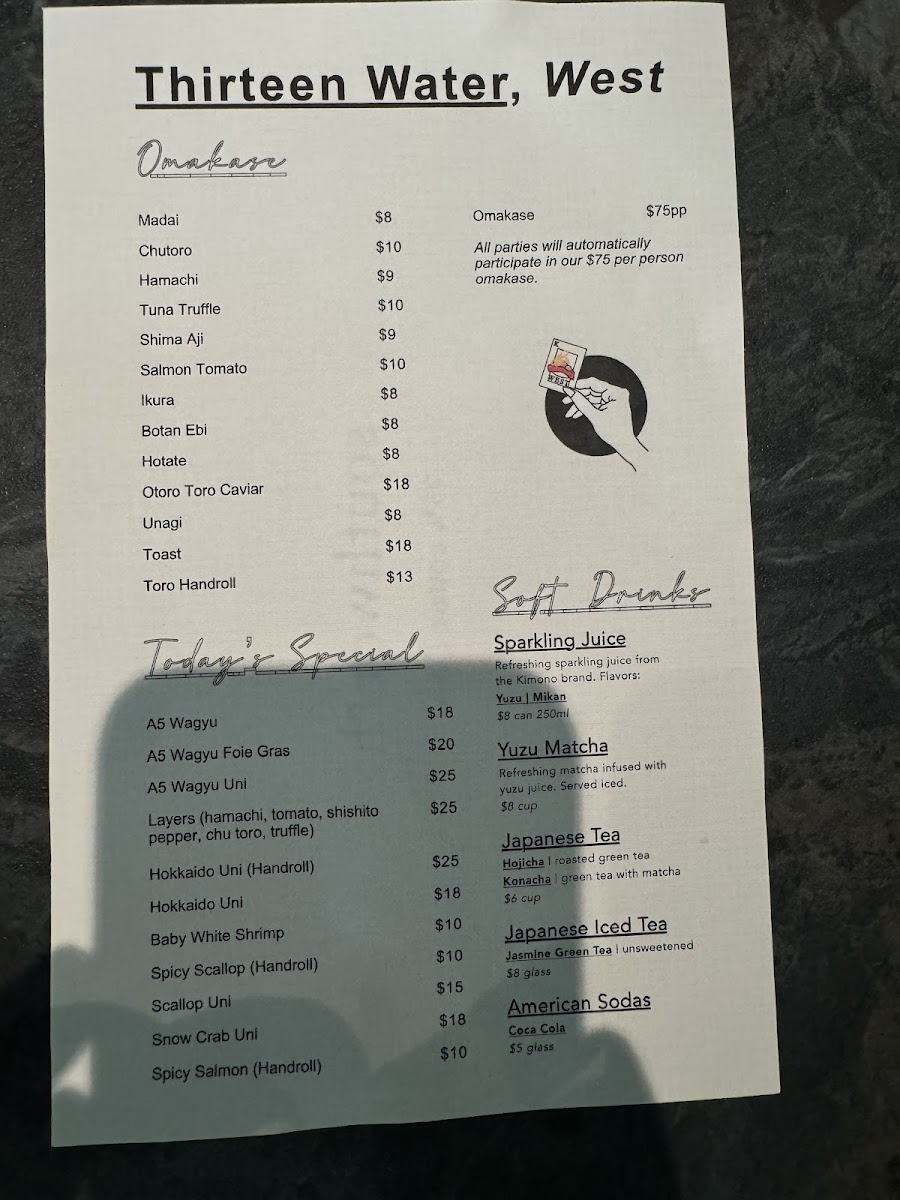 Thirteen Water, West
Omakase
Madai $8
Chutoro $10
Hamachi $9
Tuna Truffle $10
Shima Aji $9
Salmon Tomato $10
Ikura $8
Botan Ebi $8
Hotate $8
Otoro Toro Caviar $18
Unagi $8
Toast $18
Toro Handroll $13
Omakase $75pp
All parties will automatically
participate in our $75 per person
omakase.
K
WEST
Today's Special
A5 Wagyu $18
A5 Wagyu Foie Gras $20
A5 Wagyu Uni $25
Layers (hamachi, tomato, shishito $25
pepper, chu toro, truffle)
Hokkaido Uni (Handroll) $25
Hokkaido Uni $18
Baby White Shrimp $10
Spicy Scallop (Handroll) $10
Scallop Uni $15
Snow Crab Uni $18
Spicy Salmon (Handroll) $10
Soft Drinks
Sparkling Juice
Refreshing sparkling juice from
the Kimono brand. Flavors:
Yuzu | Mikan
$8 can 250ml
Yuzu Matcha
Refreshing matcha infused with
yuzu juice. Served iced.
$8 cup
Japanese Tea
Hojicha | roasted green tea
Konacha | green tea with matcha
$6 cup
Japanese Iced Tea
Jasmine Green Tea | unsweetened
$8 glass
American Sodas
Coca Cola
$5 glass